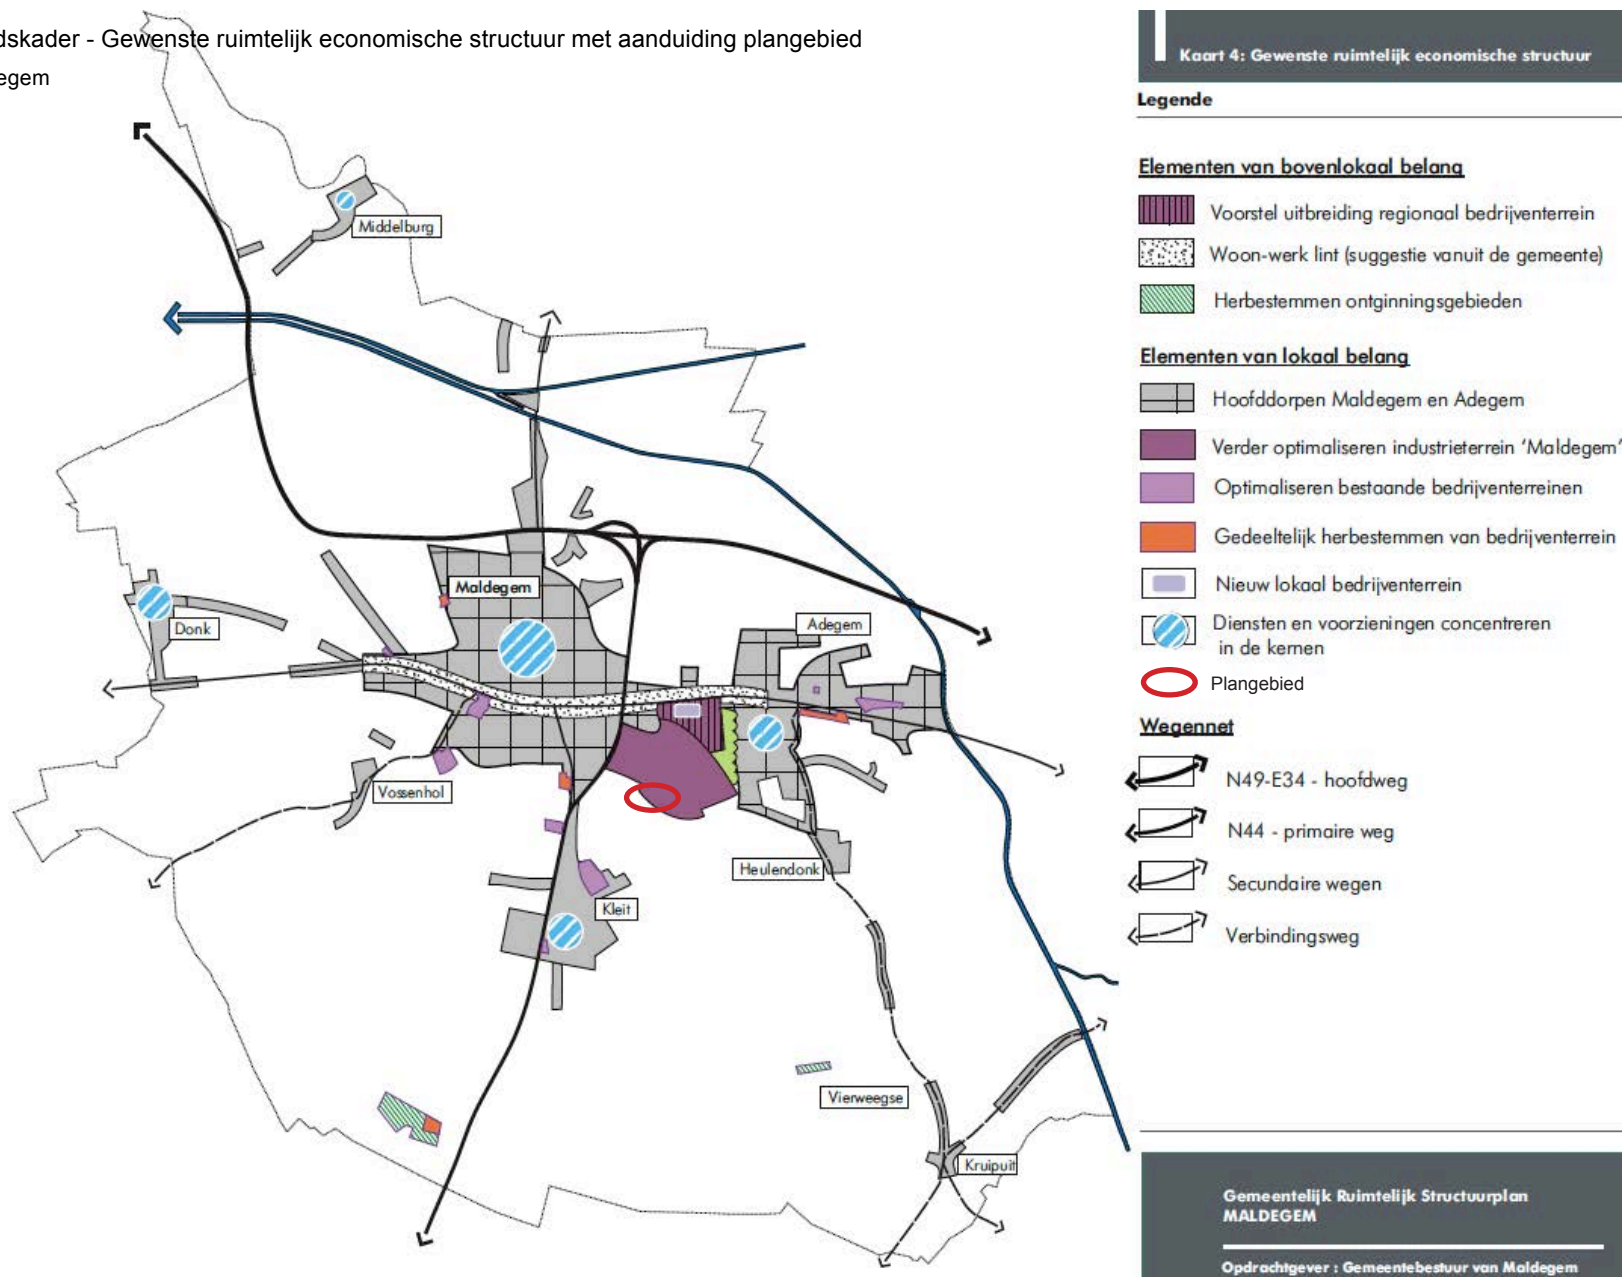 dskader - Gewenste ruimtelijk economische structuur met aanduiding plangebied
egem
Middelburg
Maldegem
Donk
Adegem
Vossenhol
Heulendonk
Kleit
Vierweegse
Kruipuit
Kaart 4: Gewenste ruimtelijk economische structuur
Legende
Elementen van bovenlokaal belang
Voorstel uitbreiding regionaal bedrijventerrein
Woon-werk lint (suggestie vanuit de gemeente)
Herbestemmen ontginningsgebieden
Elementen van lokaal belang
Hoofddorpen Maldegem en Adegem
Verder optimaliseren industrieterrein 'Maldegem'
Optimaliseren bestaande bedrijventerreinen
Gedeeltelijk herbestemmen van bedrijventerrein
Nieuw lokaal bedrijventerrein
Diensten en voorzieningen concentreren
in de kernen
Plangebied
Wegennet
N49-E34 - hoofdweg
N44 - primaire weg
Secundaire wegen
Verbindingsweg
Gemeentelijk Ruimtelijk Structuurplan
MALDEGEM
Opdrachtgever : Gemeentebestuur van Maldegem